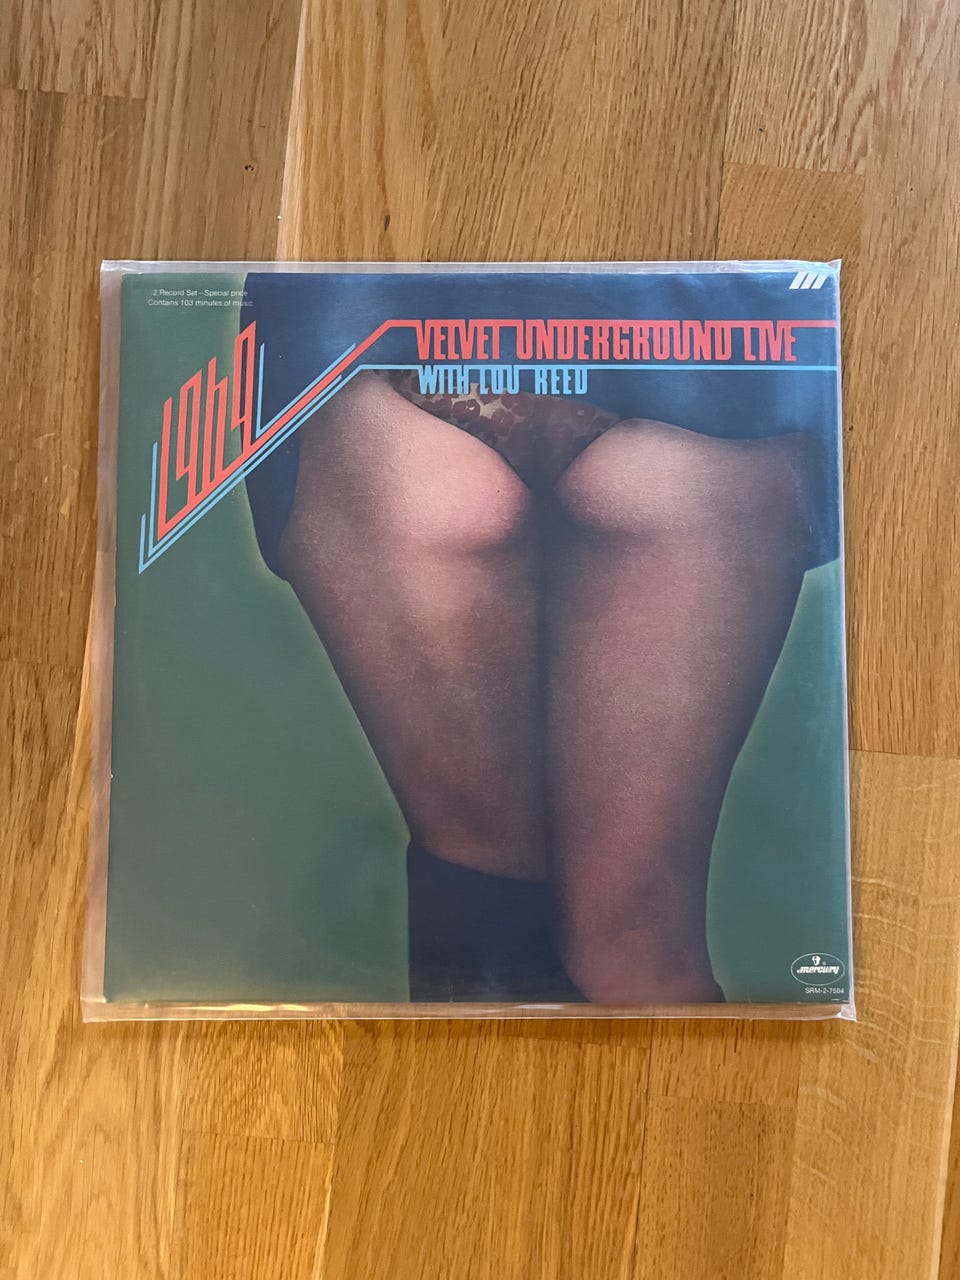 2 Record Set—Special price
Contains 103 minutes of music
1969
VELVET UNDERGROUND LIVE
WITH LOU REED
mercury
SRM-2-7504